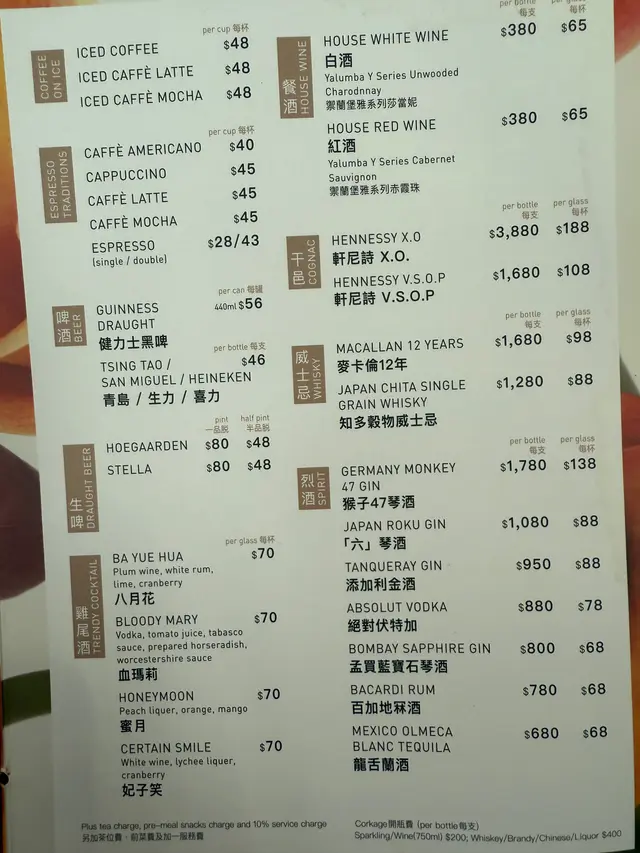 per cup 每杯
COFFEE
ON ICE
ICED COFFEE $48
ICED CAFFÈ LATTE $48
ICED CAFFÈ MOCHA $48
per cup 每杯
ESPRESSO
TRADITIONS
CAFFÈ AMERICANO $40
CAPPUCCINO $45
CAFFÈ LATTE $45
CAFFÈ MOCHA $45
ESPRESSO $28/43
(single / double)
per can 每罐
啤酒
BEER
GUINNESS 440ml $56
DRAUGHT
健力士黑啤
per bottle 每支
TSING TAO / $46
SAN MIGUEL / HEINEKEN
青島 / 生力 / 喜力
pint half pint
一品脱 半品脱
生啤
DRAUGHT BEER
HOEGAARDEN $80 $48
STELLA $80 $48
per glass 每杯
雞尾酒
TRENDY COCKTAIL
BA YUE HUA $70
Plum wine, white rum,
lime, cranberry
八月花
BLOODY MARY $70
Vodka, tomato juice, tabasco
sauce, prepared horseradish,
worcestershire sauce
血瑪莉
HONEYMOON $70
Peach liquer, orange, mango
蜜月
CERTAIN SMILE $70
White wine, lychee liquer,
cranberry
妃子笑
Plus tea charge, pre-meal snacks charge and 10% service charge
另加茶位費、前菜費及加一服務費
per bottle per glass
每支 每杯
餐酒
HOUSE WINE
HOUSE WHITE WINE $380 $65
白酒
Yalumba Y Series Unwooded
Charodnnay
禦蘭堡雅系列莎當妮
HOUSE RED WINE $380 $65
紅酒
Yalumba Y Series Cabernet
Sauvignon
禦蘭堡雅系列赤霞珠
per bottle per glass
每支 每杯
干邑
COGNAC
HENNESSY X.O $3,880 $188
軒尼詩 X.O.
HENNESSY V.S.O.P $1,680 $108
軒尼詩 V.S.O.P
per bottle per glass
每支 每杯
威士忌
WHISKY
MACALLAN 12 YEARS $1,680 $98
麥卡倫12年
JAPAN CHITA SINGLE $1,280 $88
GRAIN WHISKY
知多穀物威士忌
per bottle per glass
每支 每杯
烈酒
SPIRIT
GERMANY MONKEY $1,780 $138
47 GIN
猴子47琴酒
JAPAN ROKU GIN $1,080 $88
「六」琴酒
TANQUERAY GIN $950 $88
添加利金酒
ABSOLUT VODKA $880 $78
絕對伏特加
BOMBAY SAPPHIRE GIN $800 $68
孟買藍寶石琴酒
BACARDI RUM $780 $68
百加地冧酒
MEXICO OLMECA $680 $68
BLANC TEQUILA
龍舌蘭酒
Corkage開瓶費 (per bottle每支)
Sparkling/Wine(750ml) $200; Whiskey/Brandy/Chinese/Liquor $400